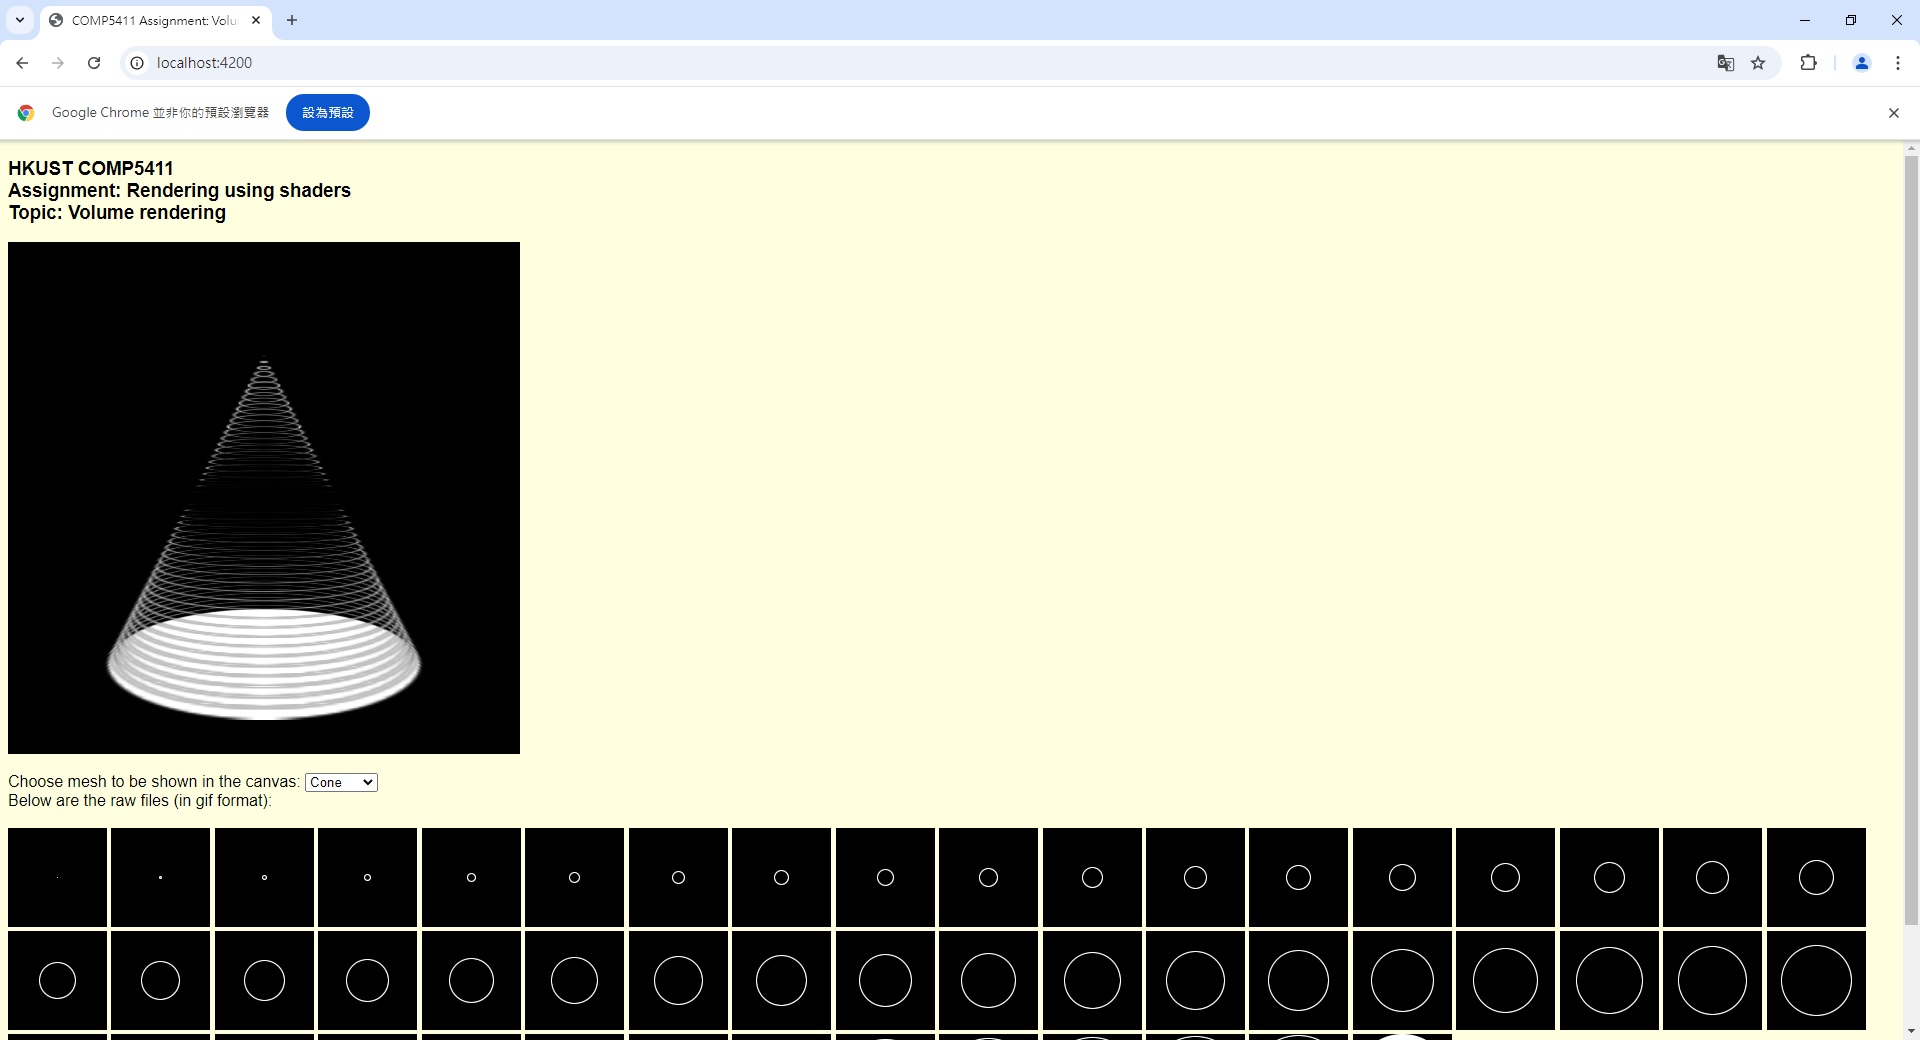 COMP5411 Assignment: Volu
localhost:4200
Google Chrome 並非你的預設瀏覽器
設為預設
HKUST COMP5411
Assignment: Rendering using shaders
Topic: Volume rendering
Choose mesh to be shown in the canvas: Cone
Below are the raw files (in gif format):